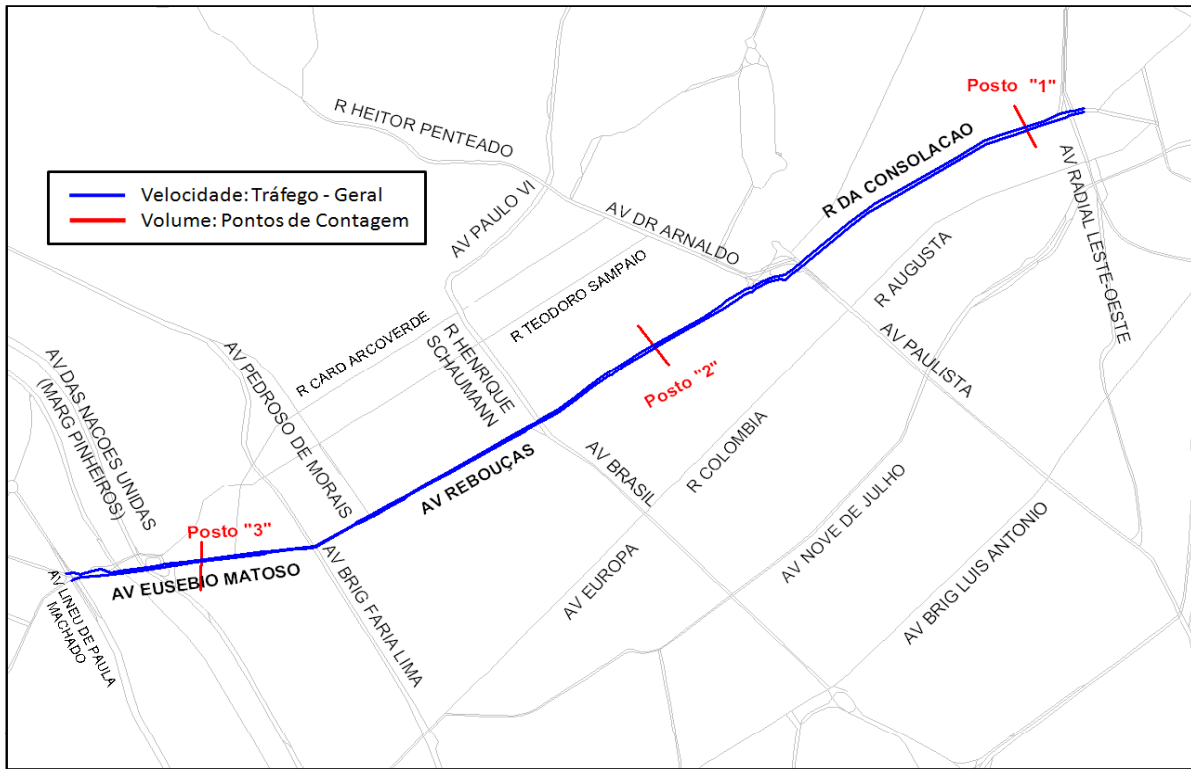 Posto "1"
R HEITOR PENTEADO
R DA CONSOLACAO
AV RADIAL LESTE-OESTE
Velocidade: Tráfego - Geral
Volume: Pontos de Contagem
AV PAULO VI
AV DR ARNALDO
R TEODORO SAMPAIO
R AUGUSTA
R CARD ARCOVERDE
R HENRIQUE
SCHAUMANN
Posto "2"
AV PAULISTA
AV DAS NACOES UNIDAS
(MARG PINHEIROS)
AV PEDROSO DE MORAIS
AV REBOUÇAS
AV BRASIL
R COLOMBIA
AV NOVE DE JULHO
AV BRIG LUIS ANTONIO
Posto "3"
AV EUSEBIO MATOSO
AV EUROPA
AV BRIG FARIA LIMA
AV LINEU DE PAULA
MACHADO